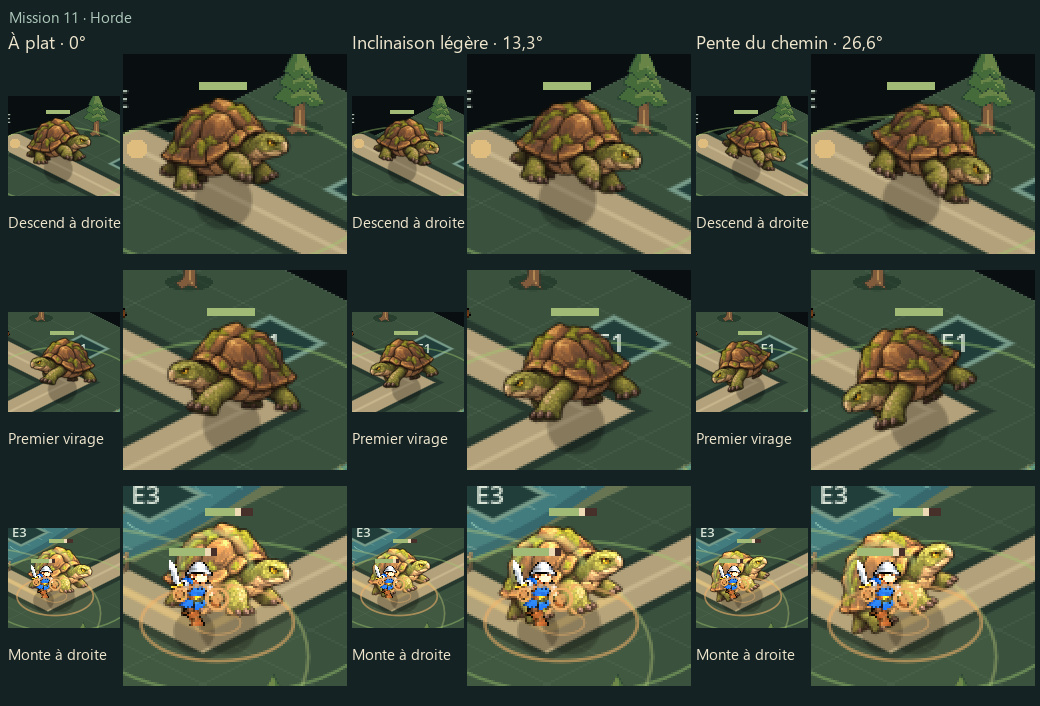 Mission 11 · Horde
À plat · 0°
Inclinaison légère · 13,3°
Pente du chemin · 26,6°
Descend à droite
Descend à droite
Descend à droite
E1
E1
E1
E1
Premier virage
Premier virage
Premier virage
E3
E3
E3
E3
E3
E3
Monte à droite
Monte à droite
Monte à droite